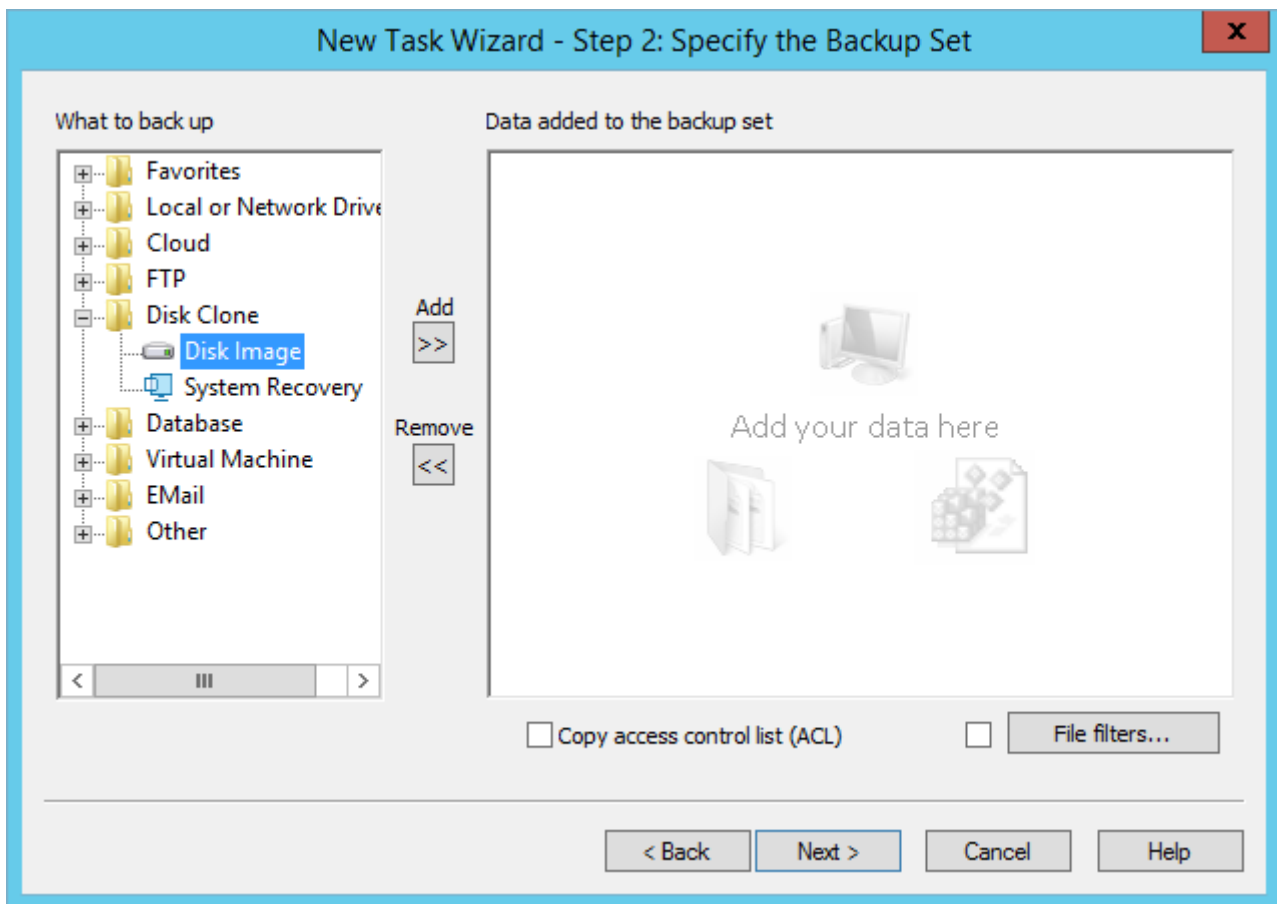 New Task Wizard - Step 2: Specify the Backup Set
x
What to back up
Data added to the backup set
Favorites
Local or Network Drive
Cloud
FTP
Disk Clone
Disk Image
System Recovery
Database
Virtual Machine
EMail
Other
Add
>>
Remove
<<
Add your data here
Copy access control list (ACL)
File filters...
< Back
Next >
Cancel
Help